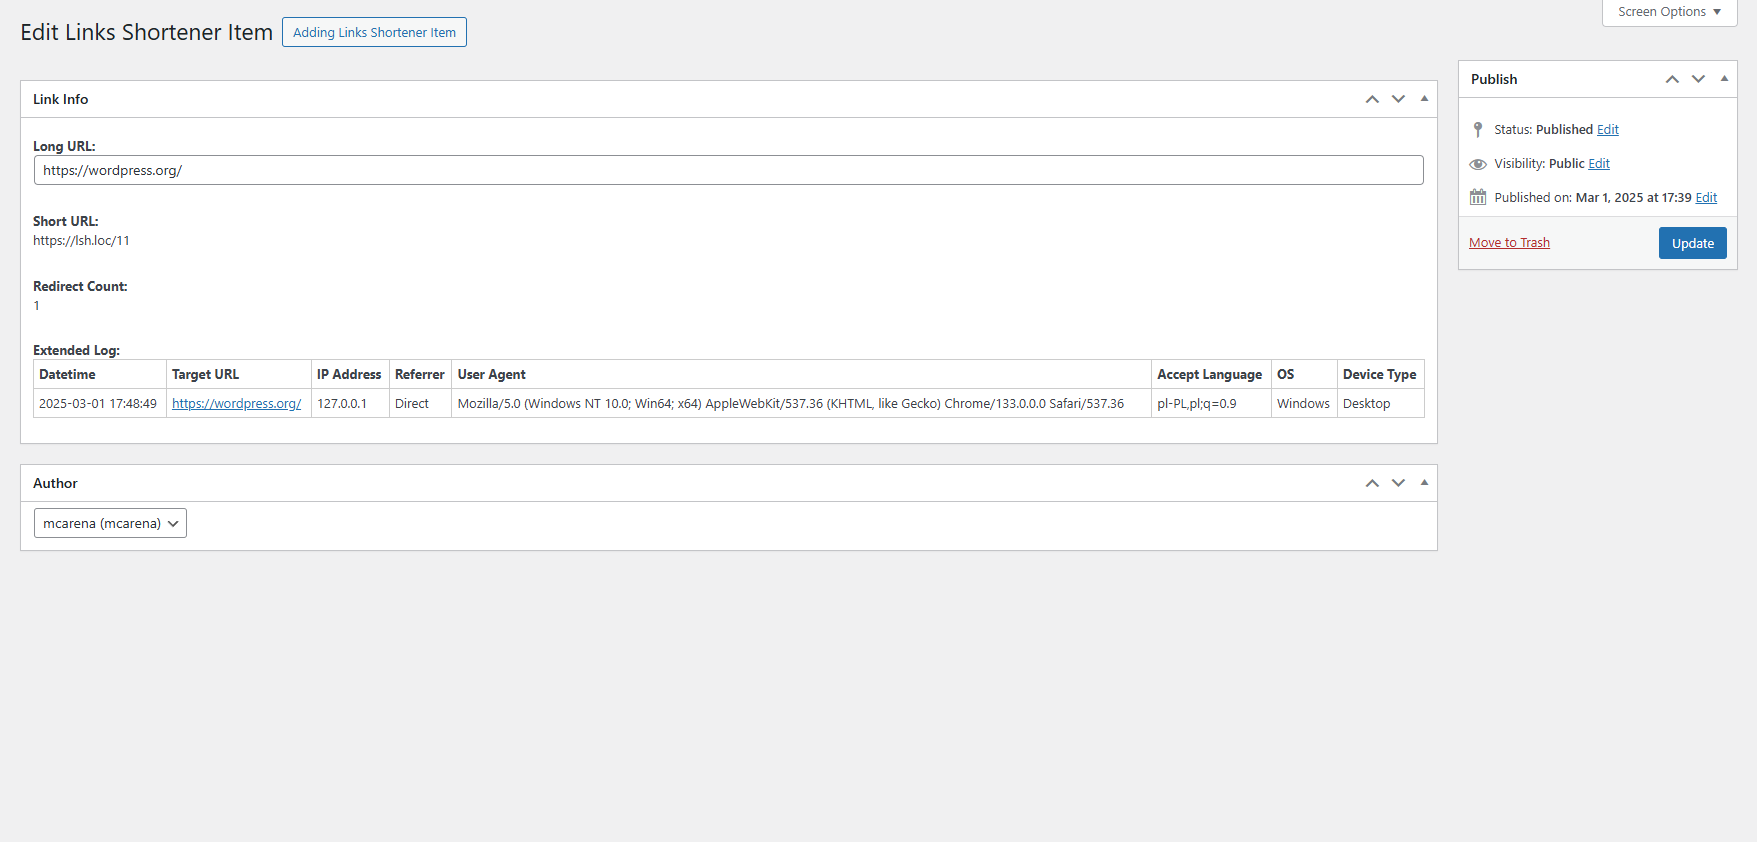 Screen Options
Edit Links Shortener Item
Adding Links Shortener Item
Link Info
Long URL:
https://wordpress.org/
Short URL:
https://lsh.loc/11
Redirect Count:
1
Extended Log:
Datetime Target URL IP Address Referrer User Agent Accept Language OS Device Type
2025-03-01 17:48:49 https://wordpress.org/ 127.0.0.1 Direct Mozilla/5.0 (Windows NT 10.0; Win64; x64) AppleWebKit/537.36 (KHTML, like Gecko) Chrome/133.0.0.0 Safari/537.36 pl-PL,pl;q=0.9 Windows Desktop
Author
mcarena (mcarena)
Publish
Status: Published Edit
Visibility: Public Edit
Published on: Mar 1, 2025 at 17:39 Edit
Move to Trash
Update